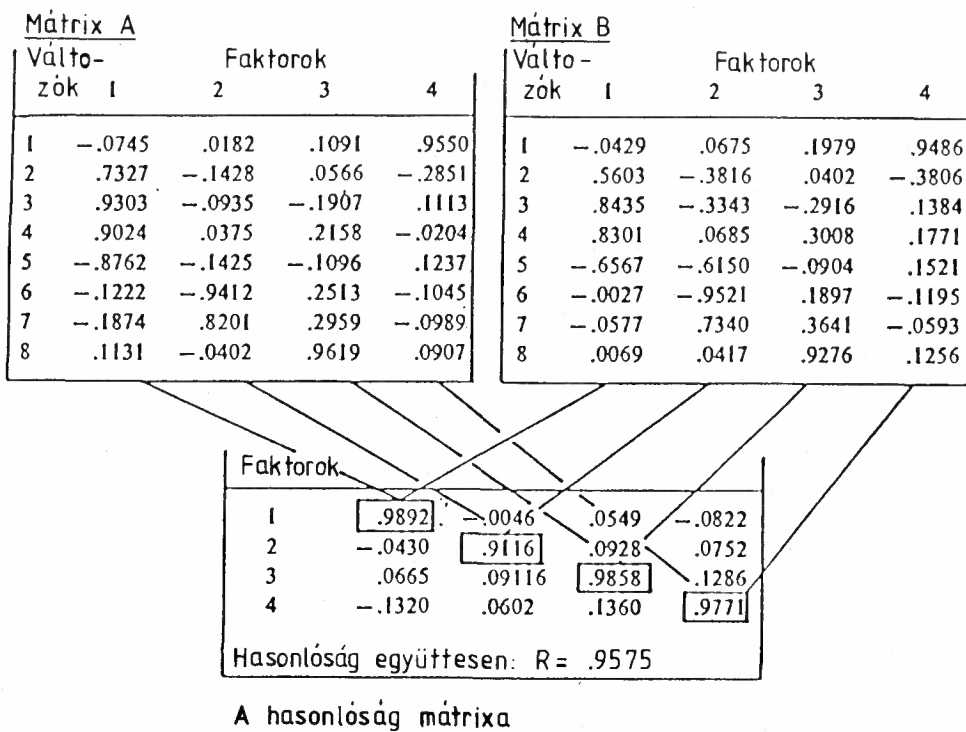 Mátrix A
Válto- Faktorok
zók 1 2 3 4
1 -.0745 .0182 .1091 .9550
2 .7327 -.1428 .0566 -.2851
3 .9303 -.0935 -.1907 .1113
4 .9024 .0375 .2158 -.0204
5 -.8762 -.1425 -.1096 .1237
6 -.1222 -.9412 .2513 -.1045
7 -.1874 .8201 .2959 -.0989
8 .1131 -.0402 .9619 .0907
Mátrix B
Válto- Faktorok
zók 1 2 3 4
1 -.0429 .0675 .1979 .9486
2 .5603 -.3816 .0402 -.3806
3 .8435 -.3343 -.2916 .1384
4 .8301 .0685 .3008 .1771
5 -.6567 -.6150 -.0904 .1521
6 -.0027 -.9521 .1897 -.1195
7 -.0577 .7340 .3641 -.0593
8 .0069 .0417 .9276 .1256
Faktorok
1 .9892 -.0046 .0549 -.0822
2 -.0430 .9116 .0928 .0752
3 .0665 .09116 .9858 .1286
4 -.1320 .0602 .1360 .9771
Hasonlóság együttesen: R = .9575
A hasonlóság mátrixa